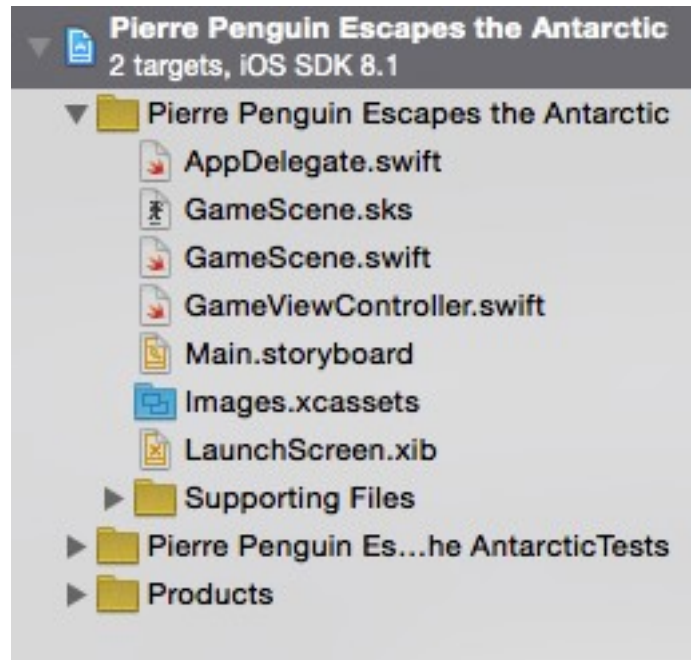 Pierre Penguin Escapes the Antarctic
2 targets, iOS SDK 8.1
Pierre Penguin Escapes the Antarctic
AppDelegate.swift
GameScene.sks
GameScene.swift
GameViewController.swift
Main.storyboard
Images.xcassets
LaunchScreen.xib
Supporting Files
Pierre Penguin Es...he AntarcticTests
Products